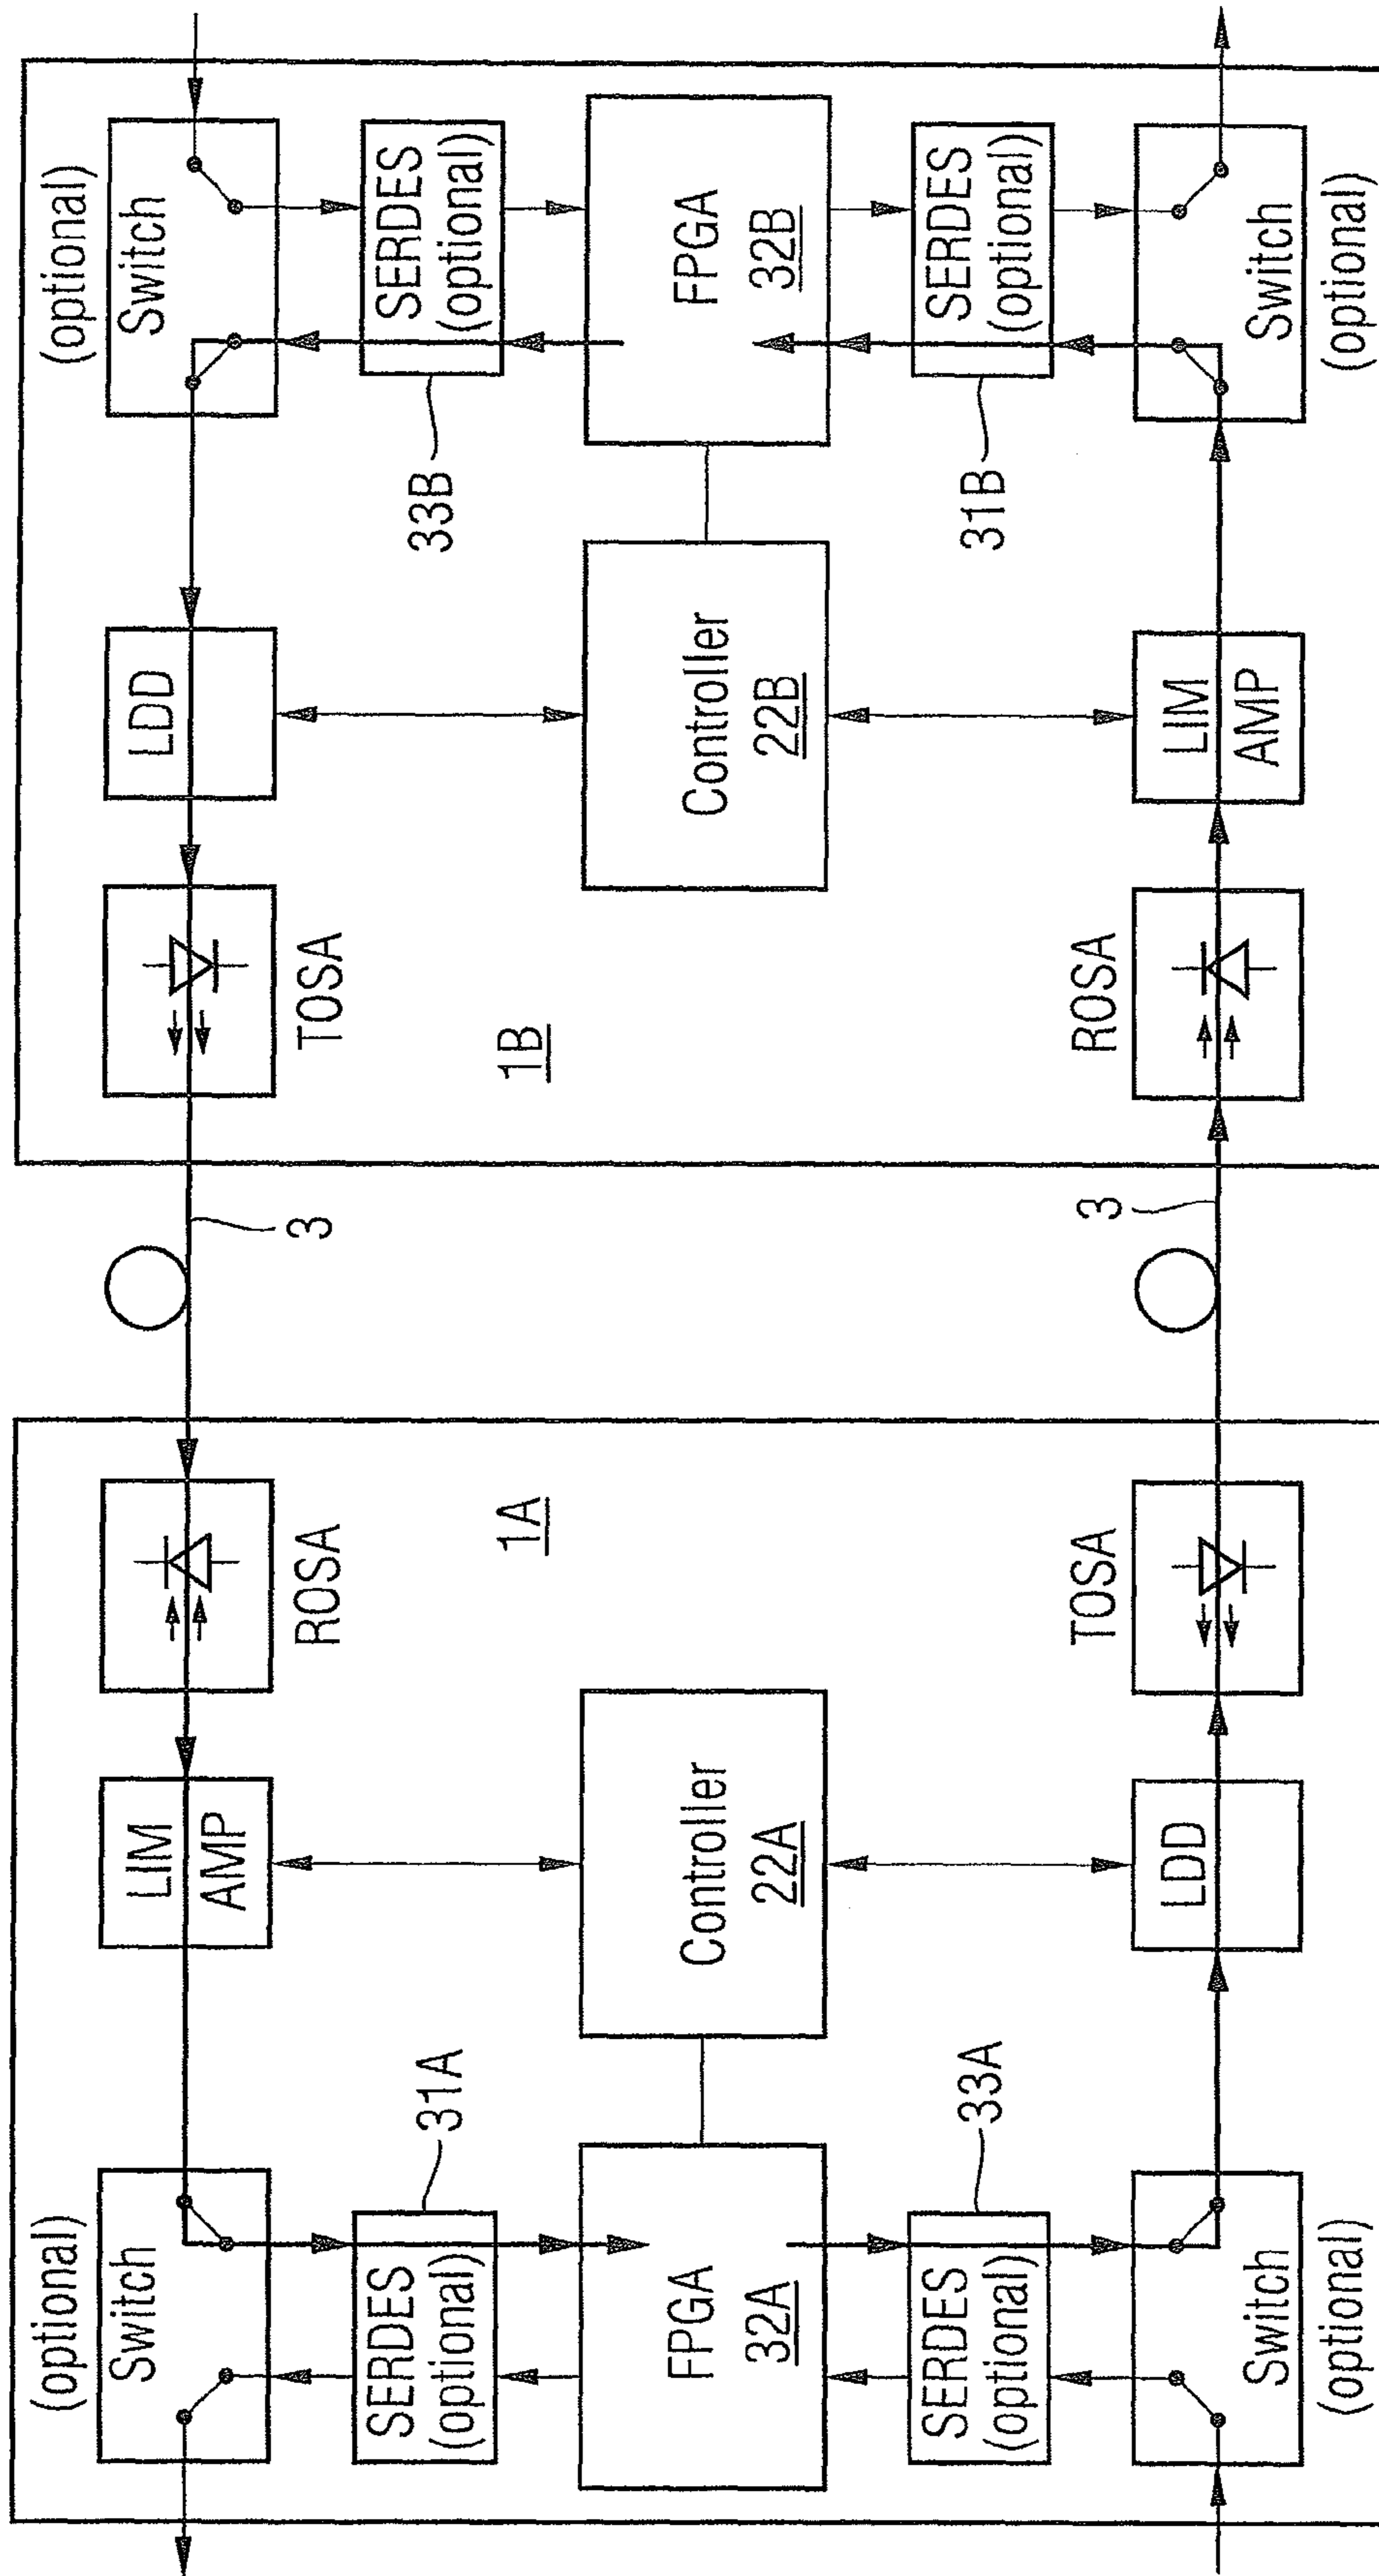 (optional)
Switch
LIM
AMP
ROSA
3
TOSA
LDD
(optional)
Switch
31A
SERDES
(optional)
1A
1B
33B
SERDES
(optional)
FPGA
32A
Controller
22A
Controller
22B
FPGA
32B
SERDES
(optional)
33A
31B
SERDES
(optional)
Switch
(optional)
LDD
TOSA
3
ROSA
LIM
AMP
Switch
(optional)